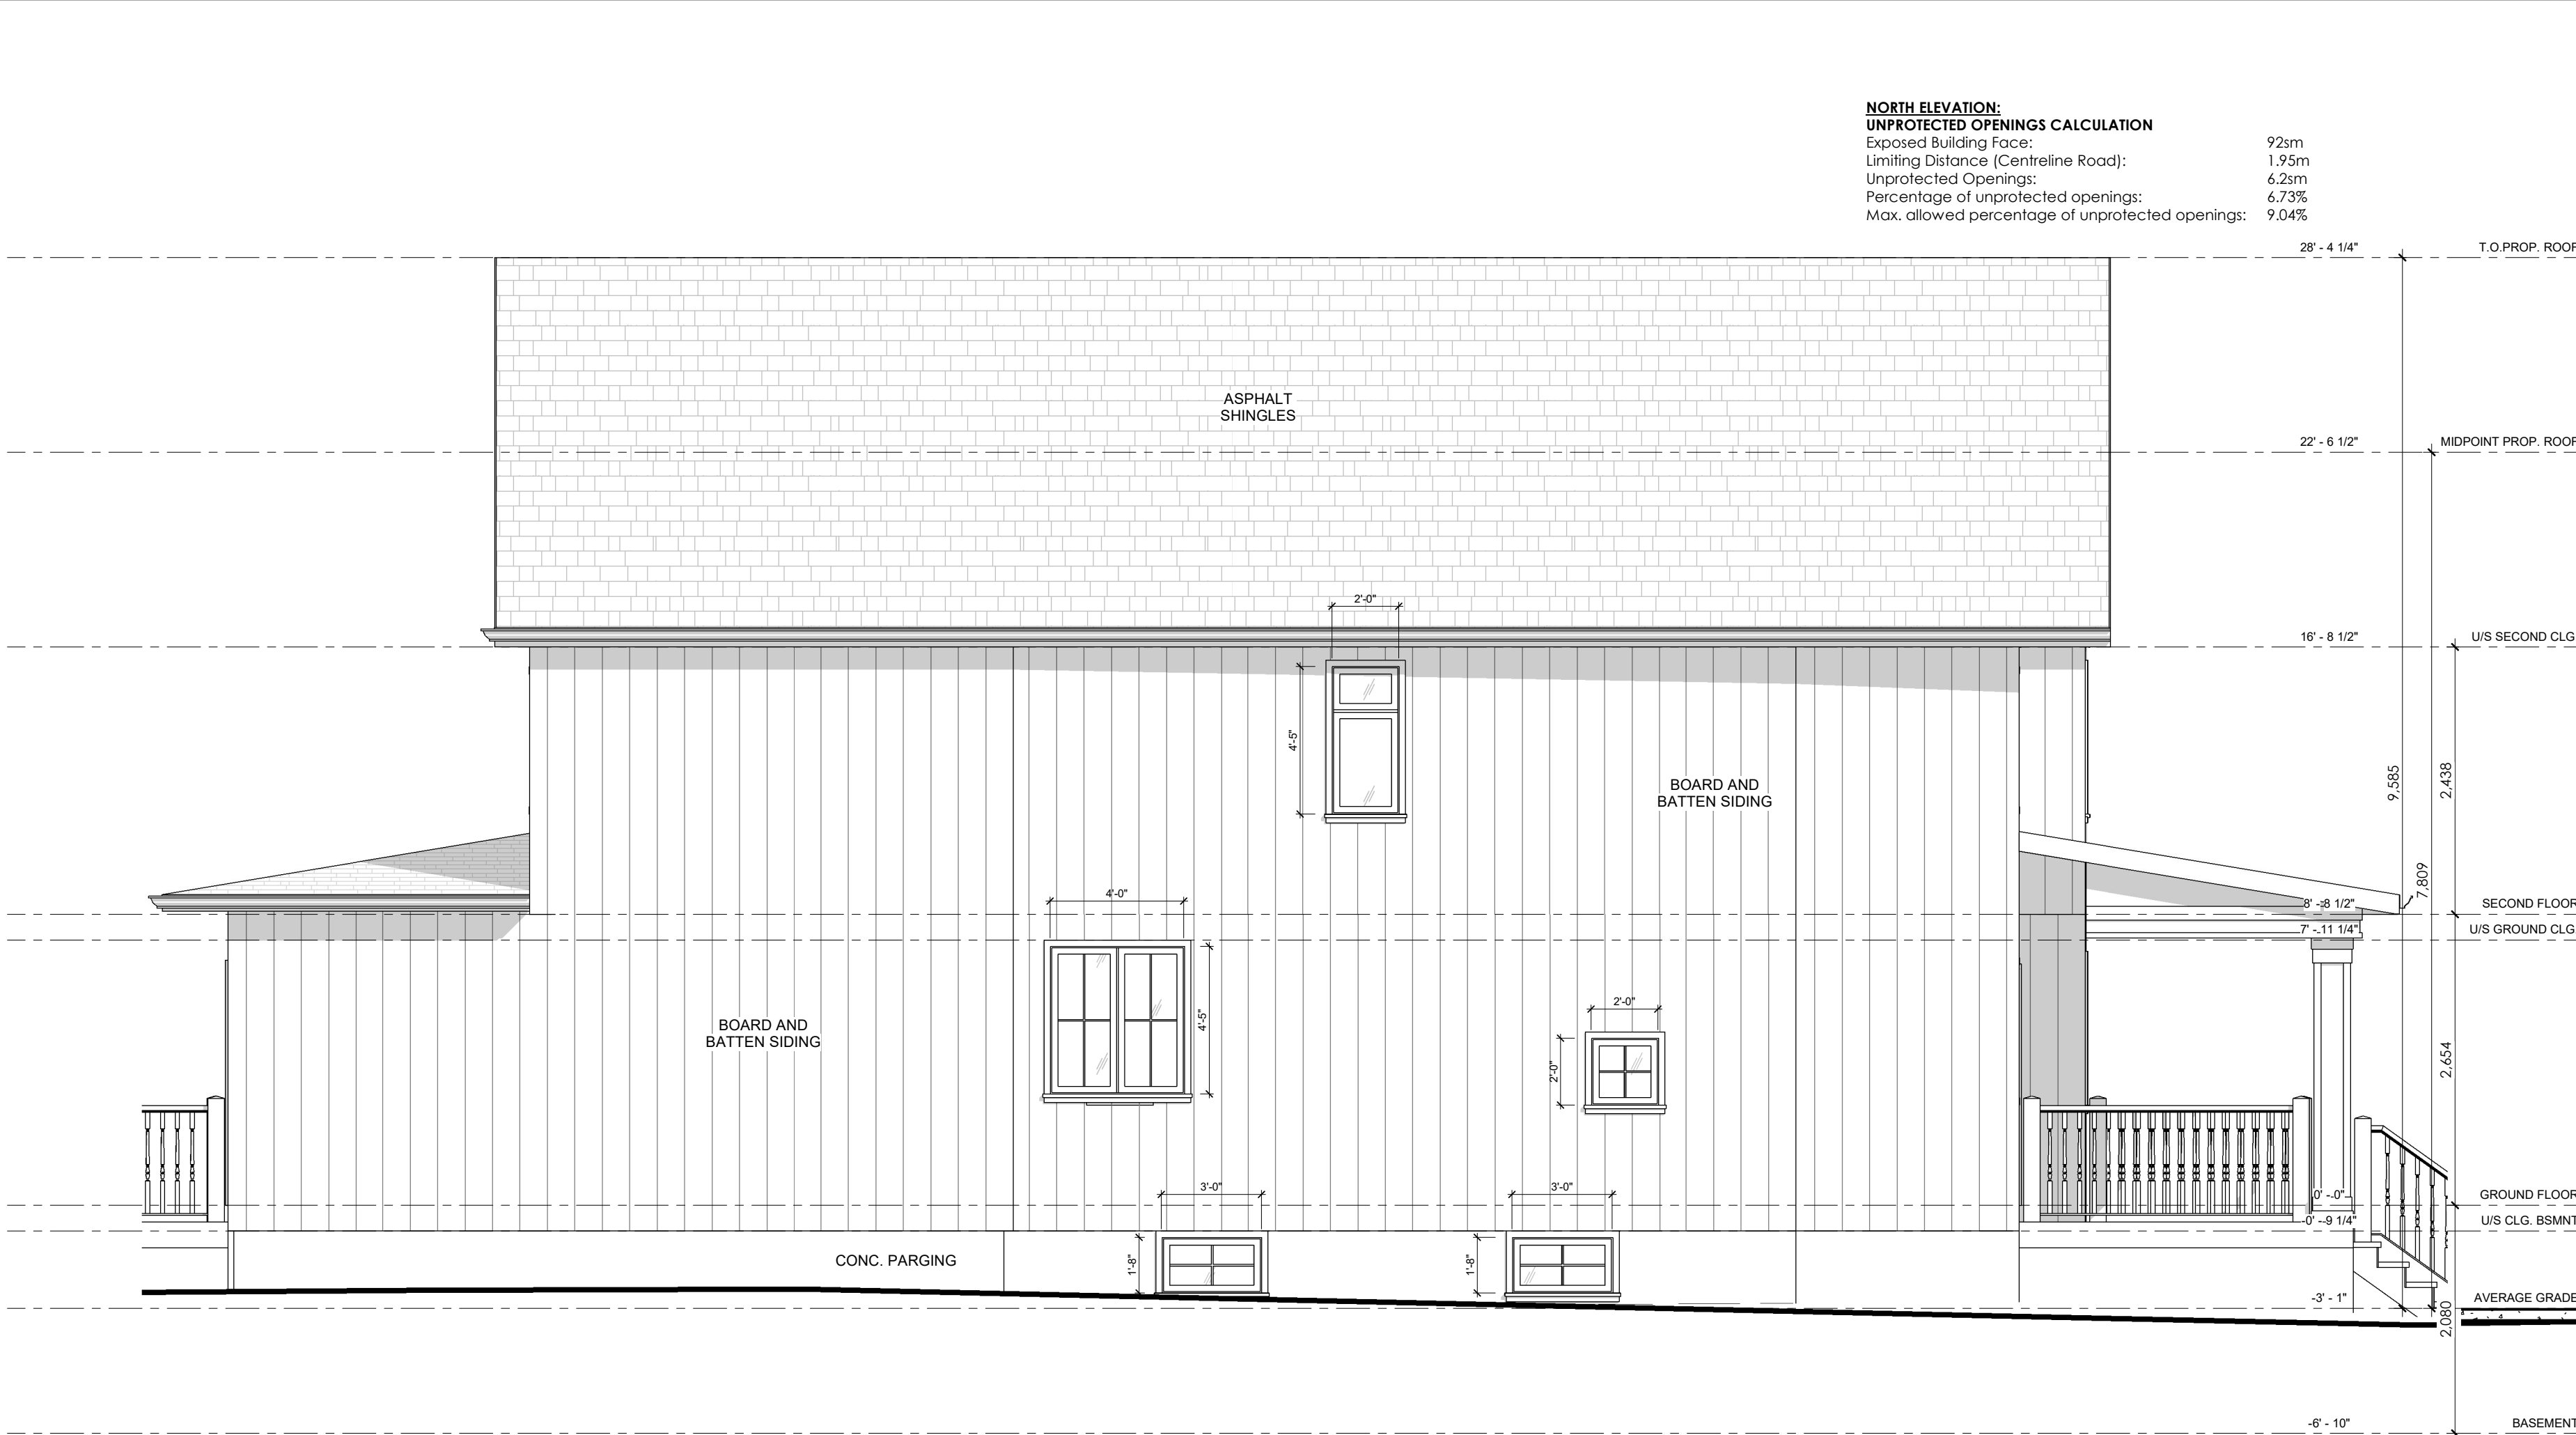 NORTH ELEVATION:
UNPROTECTED OPENINGS CALCULATION
Exposed Building Face: 92sm
Limiting Distance (Centreline Road): 1.95m
Unprotected Openings: 6.2sm
Percentage of unprotected openings: 6.73%
Max. allowed percentage of unprotected openings: 9.04%
28' - 4 1/4" T.O.PROP. ROOF
ASPHALT
SHINGLES
22' - 6 1/2" MIDPOINT PROP. ROOF
2'-0"
16' - 8 1/2" U/S SECOND CLG
4'-5"
BOARD AND
BATTEN SIDING
9,585
2,438
7,809
4'-0"
8' - 8 1/2" SECOND FLOOR
7' - 11 1/4" U/S GROUND CLG
4'-5"
BOARD AND
BATTEN SIDING
2'-0"
2'-0"
2,654
3'-0"
3'-0"
0' - 0" GROUND FLOOR
-0' - 9 1/4" U/S CLG. BSMNT
CONC. PARGING
1'-8"
1'-8"
-3' - 1" AVERAGE GRADE
2,080
-6' - 10" BASEMENT